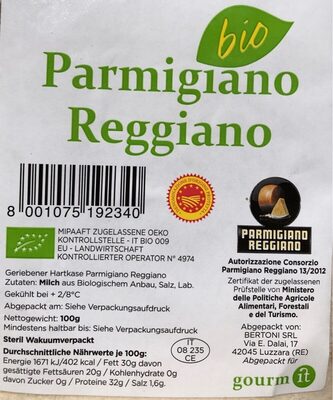 bio
Parmigiano
Reggiano
8 001075 192340
MIPAAFT ZUGELASSENE OEKO
KONTROLLSTELLE - IT BIO 009
EU - LANDWIRTSCHAFT
KONTROLLIERTER OPERATOR N° 4974
PARMIGIANO
REGGIANO
Autorizzazione Consorzio
Parmigiano Reggiano 13/2012
Zertifikat der zugelassenen
Prüfstelle von Ministero
delle Politiche Agricole
Alimentari, Forestali
e del Turismo.
Geriebener Hartkase Parmigiano Reggiano
Zutaten: Milch aus Biologischem Anbau, Salz, Lab.
Gekühlt bei + 2/8°C
Abgepackt am: Siehe Verpackungsaufdruck
Nettogewicht: 100g
Mindestens haltbar bis: Siehe Verpackungsaufdruck
Steril Wakuumverpackt
Durchschnittliche Nährwerte je 100g:
Energie 1671 kJ/402 kcal / Fett 30g davon
gesättigte Fettsäuren 20g / Kohlenhydrate 0g
davon Zucker 0g / Proteine 32g / Salz 1,6g.
IT
08 235
CE
Abgepackt von:
BERTONI SRL
Via E. Dalai, 17
42045 Luzzara (RE)
Abgepackt für
gourm it